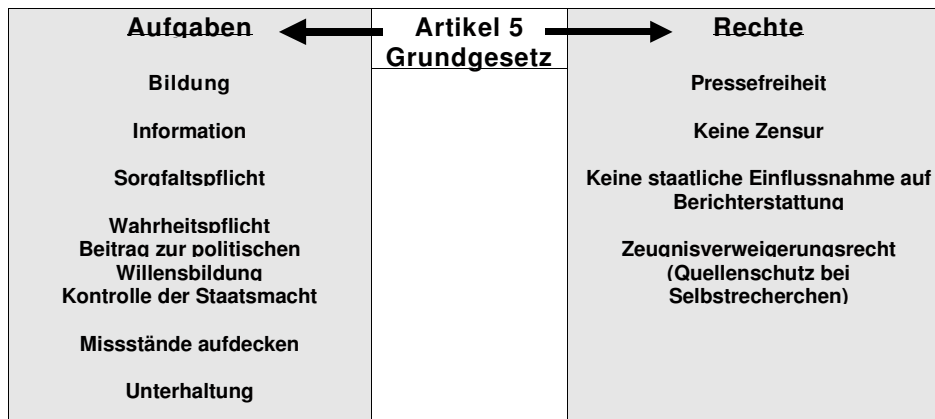 Aufgaben
Artikel 5
Grundgesetz
Rechte
Bildung
Information
Sorgfaltspflicht
Wahrheitspflicht
Beitrag zur politischen
Willensbildung
Kontrolle der Staatsmacht
Missstände aufdecken
Unterhaltung
Pressefreiheit
Keine Zensur
Keine staatliche Einflussnahme auf
Berichterstattung
Zeugnisverweigerungsrecht
(Quellenschutz bei
Selbstrecherchen)